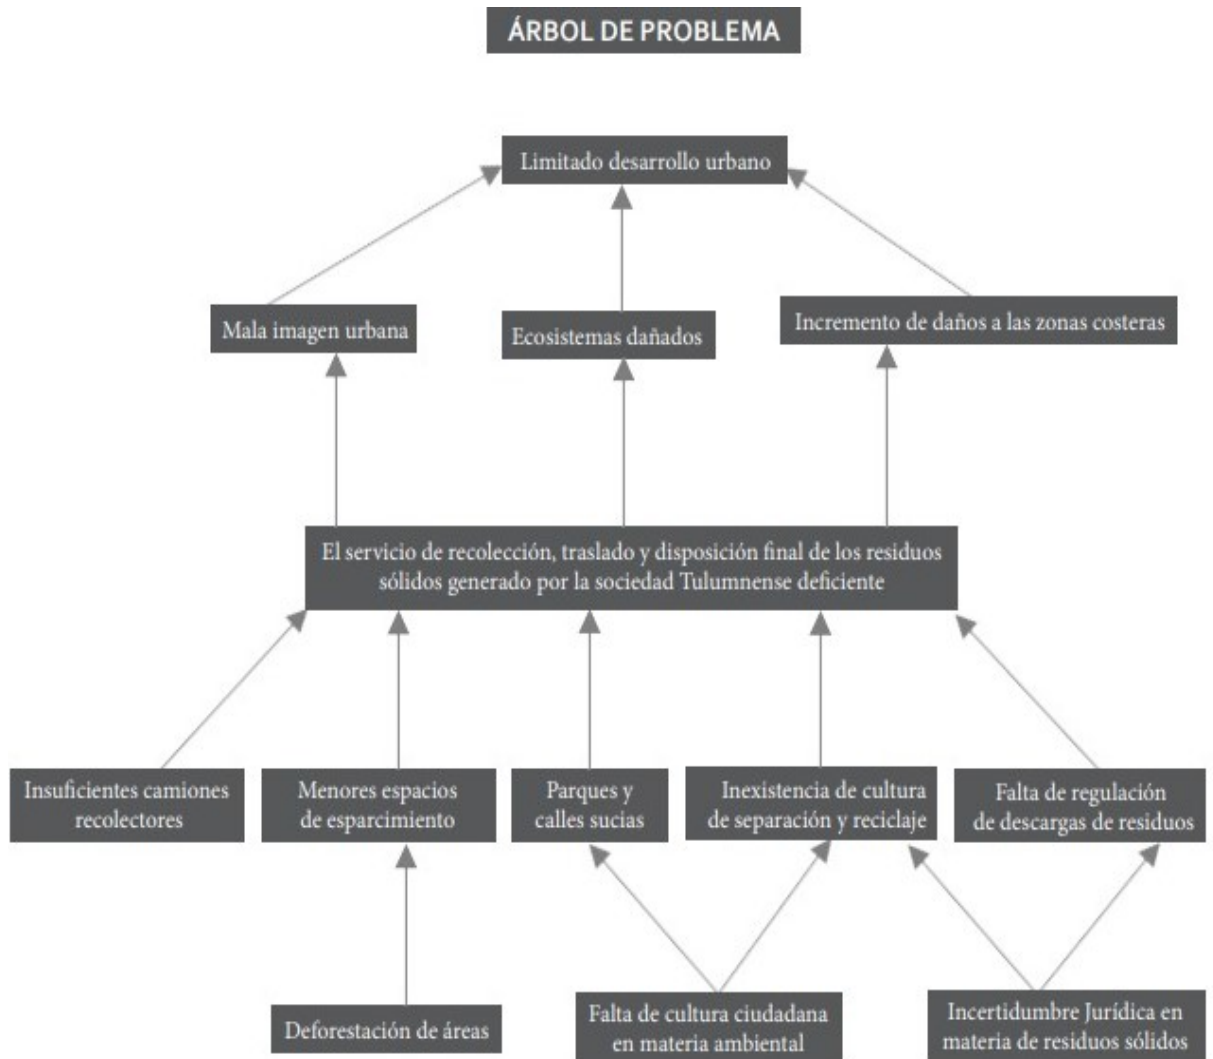 ÁRBOL DE PROBLEMA
Limitado desarrollo urbano
Mala imagen urbana
Ecosistemas dañados
Incremento de daños a las zonas costeras
El servicio de recolección, traslado y disposición final de los residuos
sólidos generado por la sociedad Tulumnense deficiente
Insuficientes camiones
recolectores
Menores espacios
de esparcimiento
Parques y
calles sucias
Inexistencia de cultura
de separación y reciclaje
Falta de regulación
de descargas de residuos
Deforestación de áreas
Falta de cultura ciudadana
en materia ambiental
Incertidumbre Jurídica en
materia de residuos sólidos